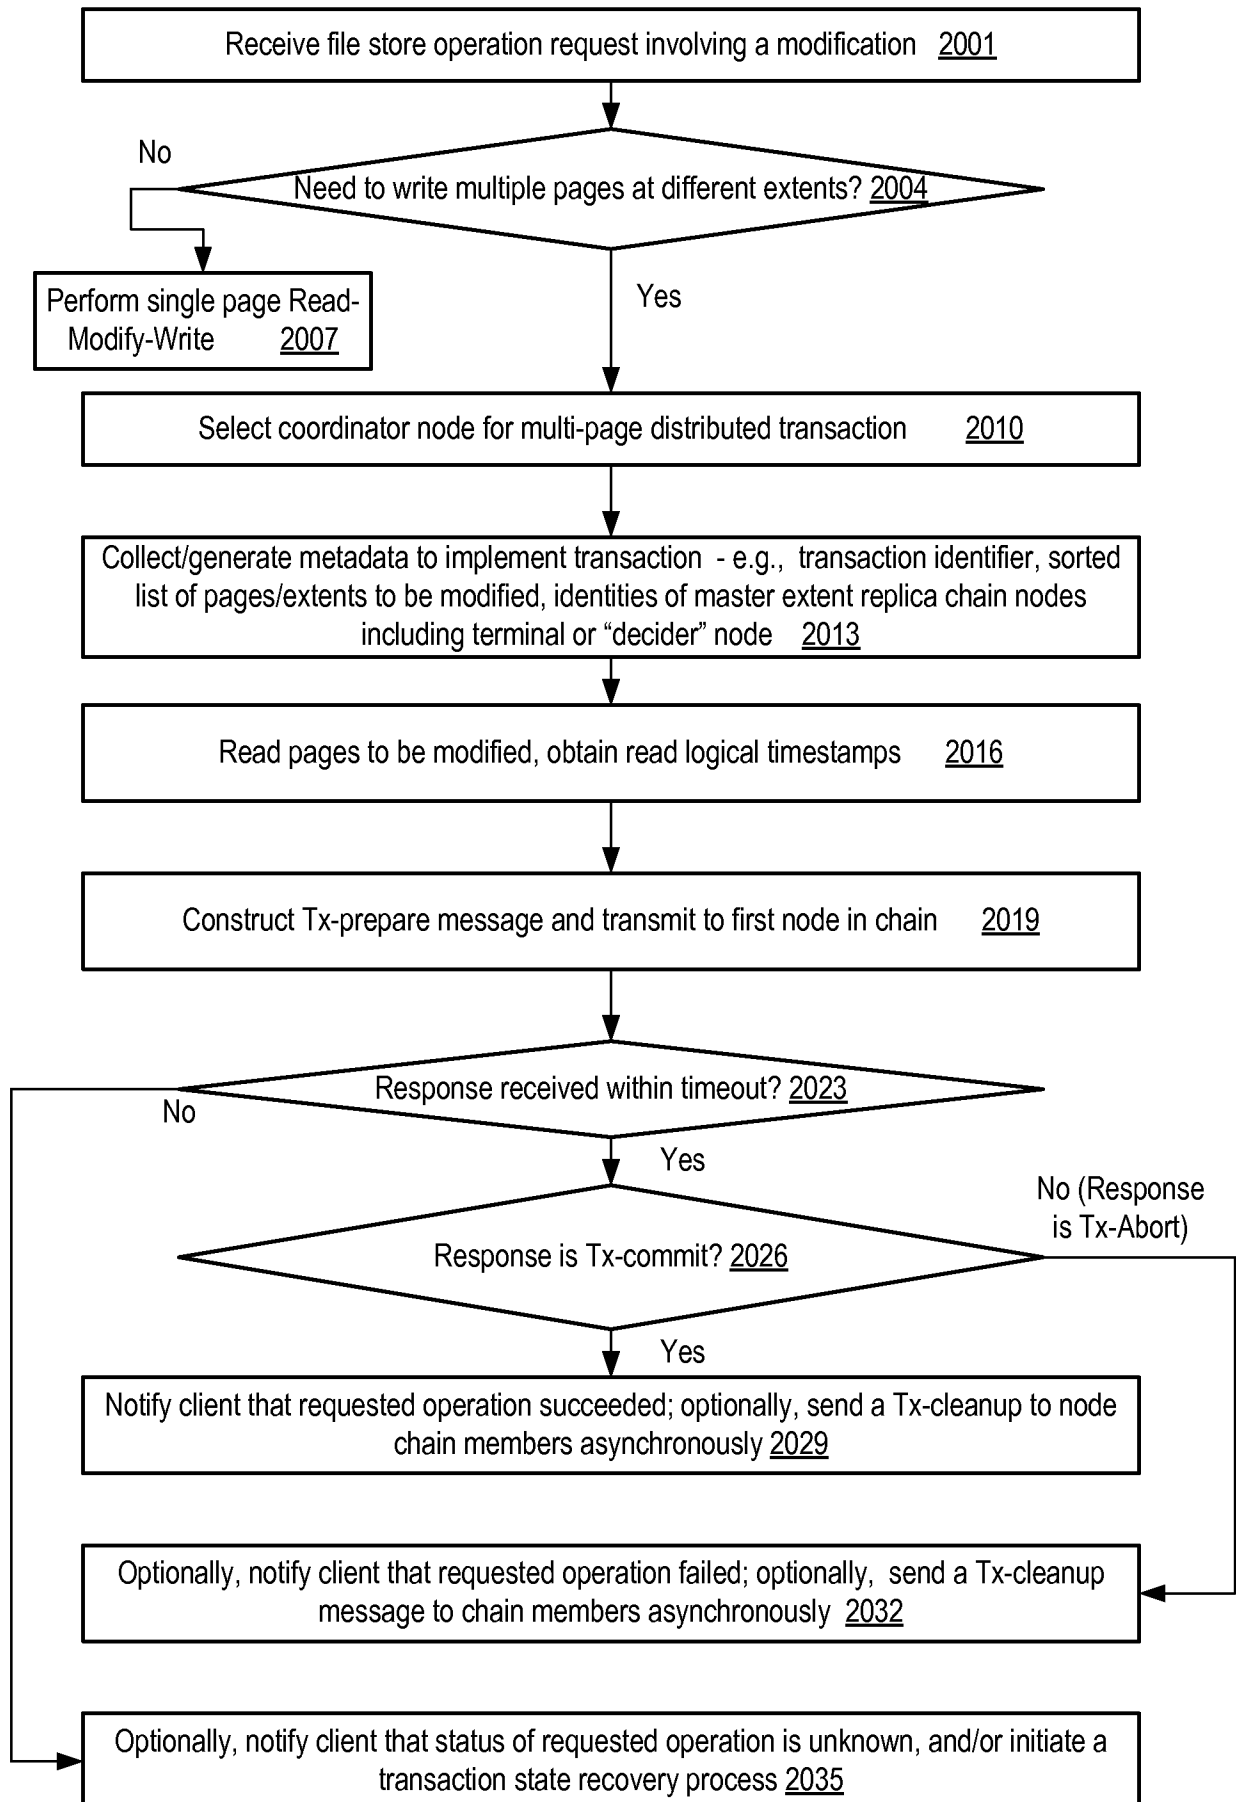 Receive file store operation request involving a modification 2001
No
Need to write multiple pages at different extents? 2004
Yes
Perform single page Read-
Modify-Write 2007
Select coordinator node for multi-page distributed transaction 2010
Collect/generate metadata to implement transaction - e.g., transaction identifier, sorted
list of pages/extents to be modified, identities of master extent replica chain nodes
including terminal or “decider” node 2013
Read pages to be modified, obtain read logical timestamps 2016
Construct Tx-prepare message and transmit to first node in chain 2019
Response received within timeout? 2023
No
Yes
No (Response
is Tx-Abort)
Response is Tx-commit? 2026
Yes
Notify client that requested operation succeeded; optionally, send a Tx-cleanup to node
chain members asynchronously 2029
Optionally, notify client that requested operation failed; optionally, send a Tx-cleanup
message to chain members asynchronously 2032
Optionally, notify client that status of requested operation is unknown, and/or initiate a
transaction state recovery process 2035